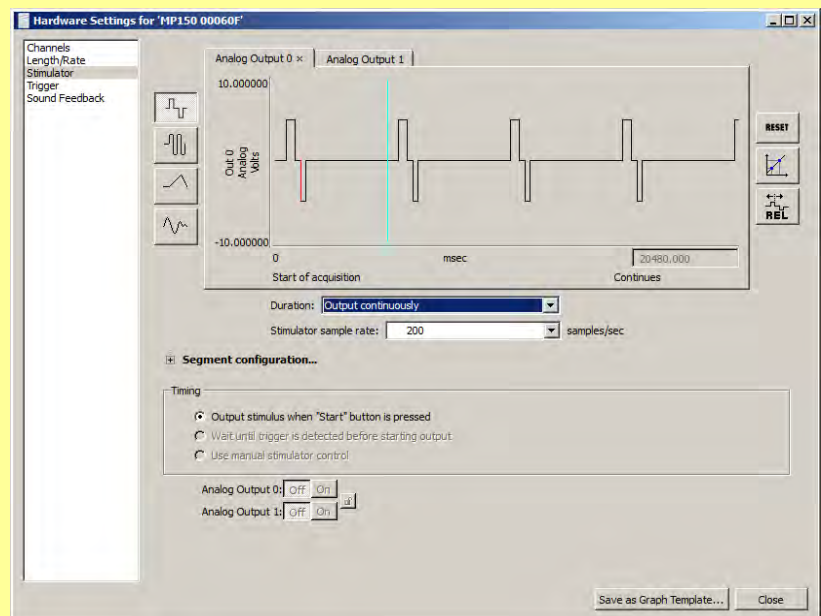 Hardware Settings for 'MP150 00060F'
Channels
Length/Rate
Stimulator
Trigger
Sound Feedback
Analog Output 0 ×
Analog Output 1
10.000000
Out 0
Analog
Volts
-10.000000
0
msec
20480.000
Start of acquisition
Continues
RESET
REL
Duration: Output continuously
Stimulator sample rate: 200 samples/sec
Segment configuration...
Timing
Output stimulus when "Start" button is pressed
Wait until trigger is detected before starting output
Use manual stimulator control
Analog Output 0: Off On
Analog Output 1: Off On
Save as Graph Template...
Close